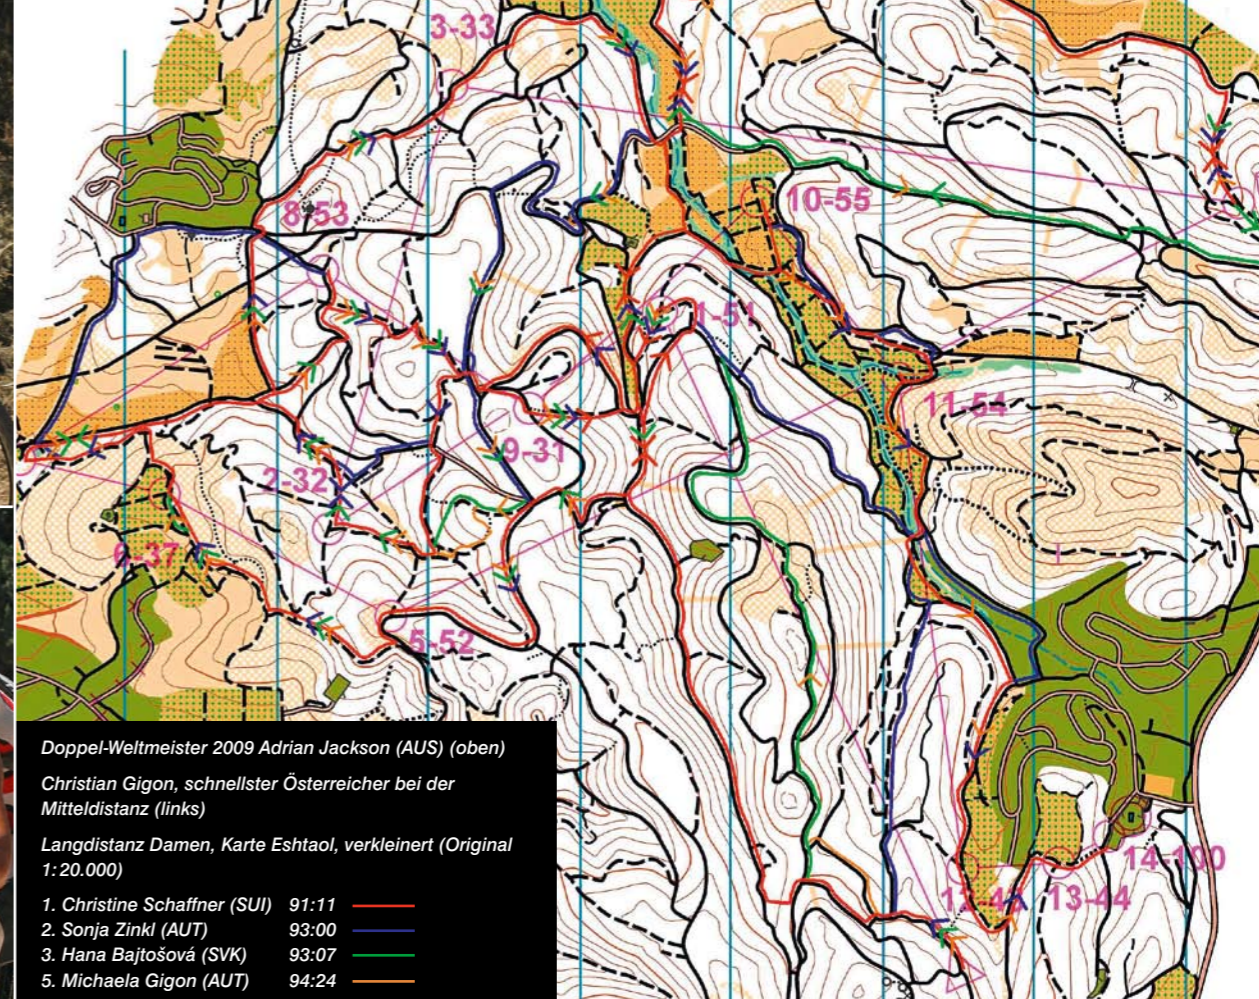 3-33
8-53
10-55
1-51
11-54
9-31
2-32
6-37
5-52
14-100
13-44
Doppel-Weltmeister 2009 Adrian Jackson (AUS) (oben)
Christian Gigon, schnellster Österreicher bei der
Mitteldistanz (links)
Langdistanz Damen, Karte Eshtaol, verkleinert (Original
1:20.000)
1. Christine Schaffner (SUI) 91:11
2. Sonja Zinkl (AUT) 93:00
3. Hana Bajtošová (SVK) 93:07
5. Michaela Gigon (AUT) 94:24